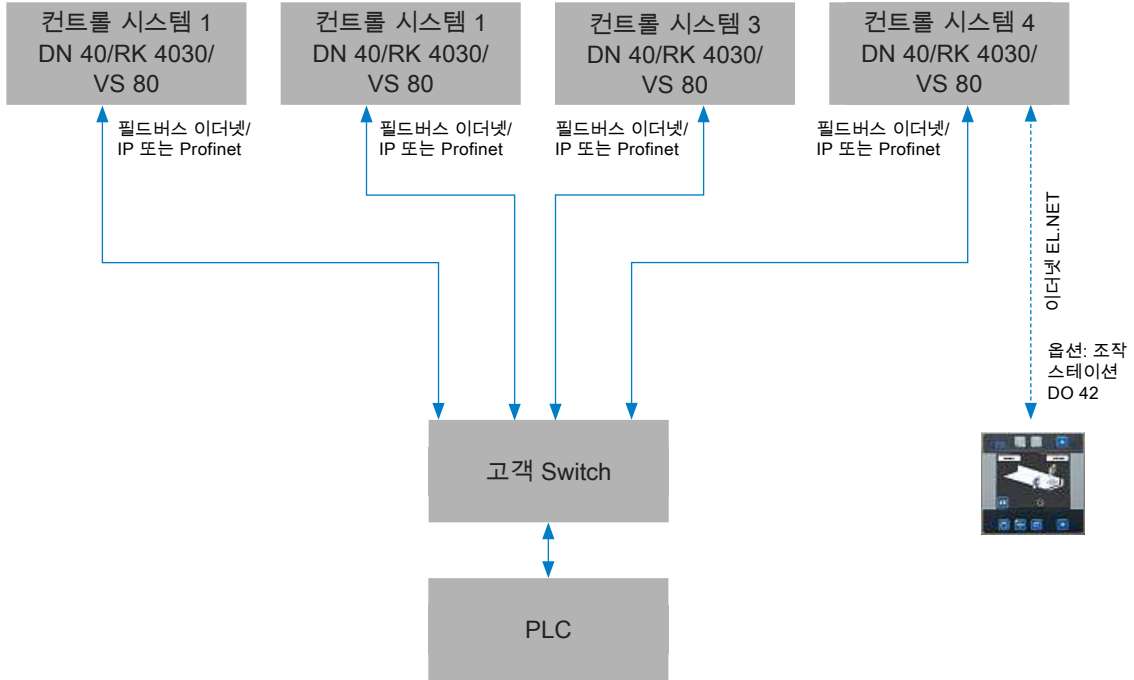 컨트롤 시스템 1
DN 40/RK 4030/
VS 80
컨트롤 시스템 1
DN 40/RK 4030/
VS 80
컨트롤 시스템 3
DN 40/RK 4030/
VS 80
컨트롤 시스템 4
DN 40/RK 4030/
VS 80
필드버스 이더넷/
IP 또는 Profinet
필드버스 이더넷/
IP 또는 Profinet
필드버스 이더넷/
IP 또는 Profinet
필드버스 이더넷/
IP 또는 Profinet
이더넷 EL.NET
옵션: 조작
스테이션
DO 42
고객 Switch
PLC